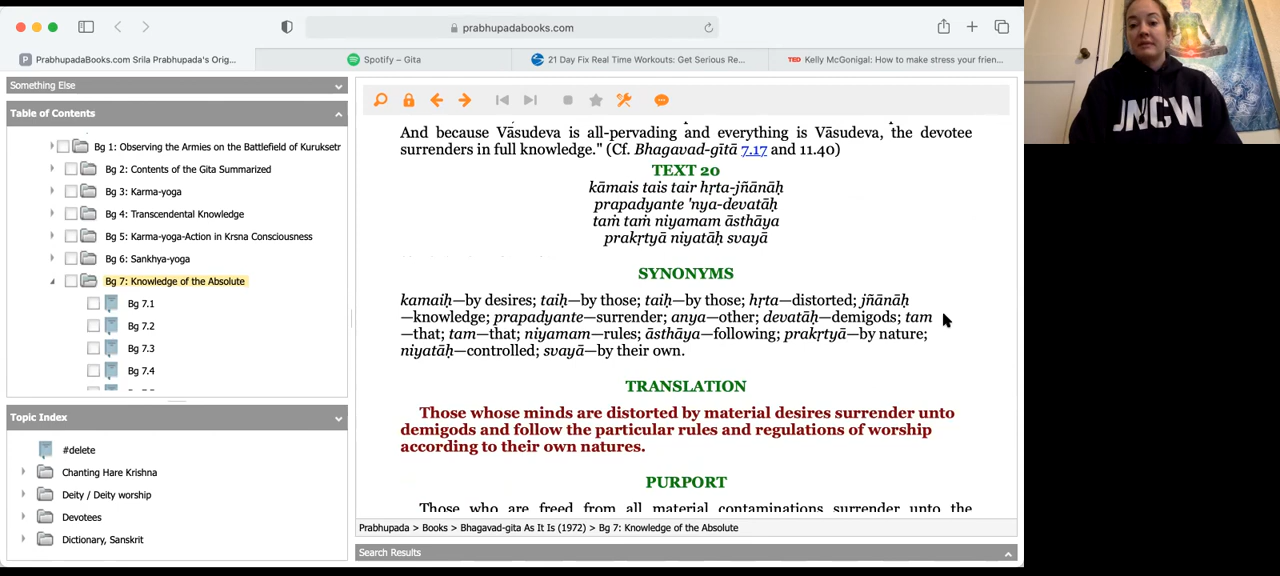 prabhupadabooks.com
PrabhupadaBooks.com Srila Prabhupada's Orig...
Spotify – Gita
21 Day Fix Real Time Workouts: Get Serious Re...
TED Kelly McGonigal: How to make stress your frien...
Something Else
Table of Contents
Bg 1: Observing the Armies on the Battlefield of Kuruksetr
Bg 2: Contents of the Gita Summarized
Bg 3: Karma-yoga
Bg 4: Transcendental Knowledge
Bg 5: Karma-yoga-Action in Krsna Consciousness
Bg 6: Sankhya-yoga
Bg 7: Knowledge of the Absolute
Bg 7.1
Bg 7.2
Bg 7.3
Bg 7.4
Topic Index
#delete
Chanting Hare Krishna
Deity / Deity worship
Devotees
Dictionary, Sanskrit
And because Vāsudeva is all-pervading and everything is Vāsudeva, the devotee
surrenders in full knowledge." (Cf. Bhagavad-gītā 7.17 and 11.40)
TEXT 20
kāmais tais tair hṛta-jñānāḥ
prapadyante 'nya-devatāḥ
taṁ taṁ niyamam āsthāya
prakṛtyā niyatāḥ svayā
SYNONYMS
kamaiḥ—by desires; taiḥ—by those; taiḥ—by those; hṛta—distorted; jñānāḥ
—knowledge; prapadyante—surrender; anya—other; devatāḥ—demigods; tam
—that; tam—that; niyamam—rules; āsthāya—following; prakṛtyā—by nature;
niyatāḥ—controlled; svayā—by their own.
TRANSLATION
Those whose minds are distorted by material desires surrender unto
demigods and follow the particular rules and regulations of worship
according to their own natures.
PURPORT
Those who are freed from all material contaminations surrender unto the
Prabhupada > Books > Bhagavad-gita As It Is (1972) > Bg 7: Knowledge of the Absolute
Search Results